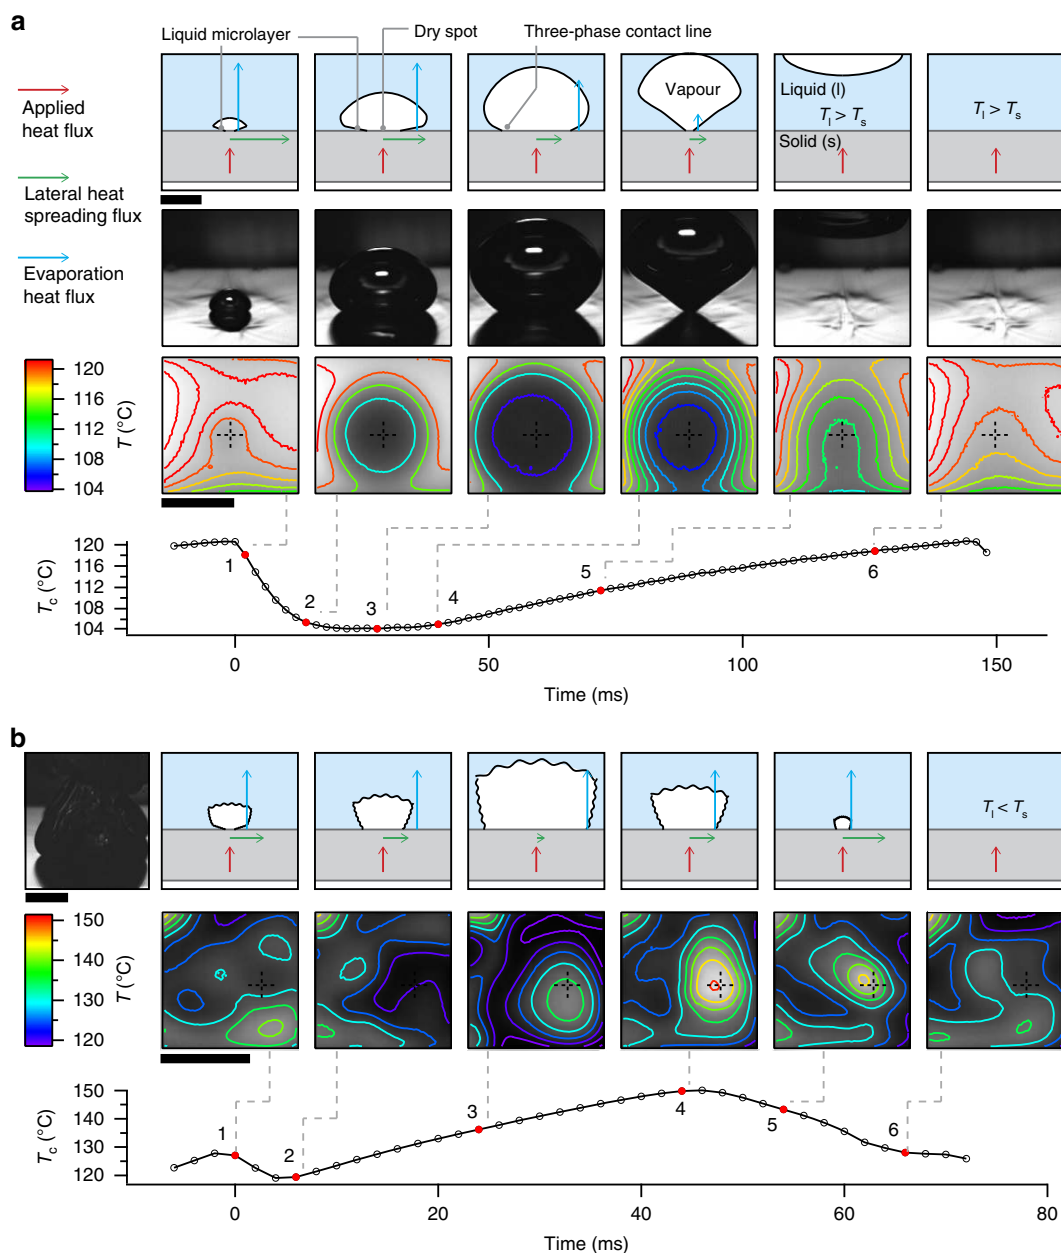 a
Liquid microlayer
Dry spot
Three-phase contact line
Applied
heat flux
Lateral heat
spreading flux
Evaporation
heat flux
Vapour
Liquid (l)
Tl > Ts
Solid (s)
Tl > Ts
T (°C)
120
116
112
108
104
Tc (°C)
120
116
112
108
104
1
2
3
4
5
6
0
50
100
150
Time (ms)
b
Tl < Ts
T (°C)
150
140
130
120
Tc (°C)
150
140
130
120
1
2
3
4
5
6
0
20
40
60
80
Time (ms)